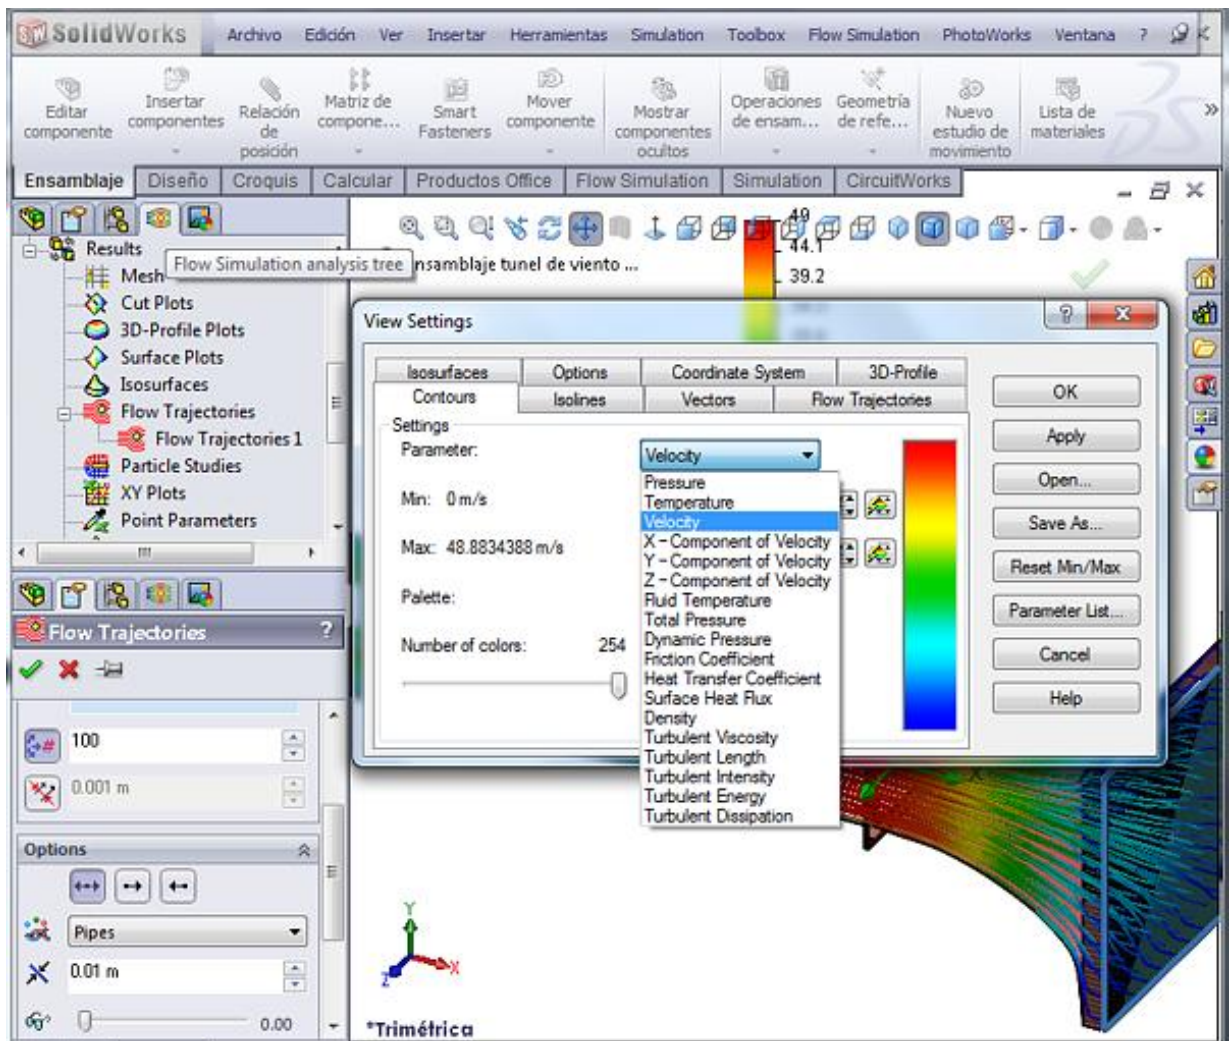 SolidWorks Archivo Edición Ver Insertar Herramientas Simulation Toolbox Flow Simulation PhotoWorks Ventana ?
Editar componente
Insertar componentes
Relación de posición
Matriz de compone...
Smart Fasteners
Mover componente
Mostrar componentes ocultos
Operaciones de ensam...
Geometría de refe...
Nuevo estudio de movimiento
Lista de materiales
Ensamblaje Diseño Croquis Calcular Productos Office Flow Simulation Simulation CircuitWorks
Results
Flow Simulation analysis tree
nsamblaje tunel de viento ...
49
44.1
39.2
Mesh
Cut Plots
3D-Profile Plots
Surface Plots
Isosurfaces
Flow Trajectories
Flow Trajectories 1
Particle Studies
XY Plots
Point Parameters
Flow Trajectories ?
100
0.001 m
Options
Pipes
0.01 m
0.00
View Settings
Isosurfaces Options Coordinate System 3D-Profile
Contours Isolines Vectors Flow Trajectories
Settings
Parameter: Velocity
Min: 0 m/s
Max: 48.8834388 m/s
Palette:
Number of colors: 254
Pressure
Temperature
Velocity
X - Component of Velocity
Y - Component of Velocity
Z - Component of Velocity
Fluid Temperature
Total Pressure
Dynamic Pressure
Friction Coefficient
Heat Transfer Coefficient
Surface Heat Flux
Density
Turbulent Viscosity
Turbulent Length
Turbulent Intensity
Turbulent Energy
Turbulent Dissipation
OK
Apply
Open...
Save As...
Reset Min/Max
Parameter List...
Cancel
Help
Y
X
Z
*Trimétrica